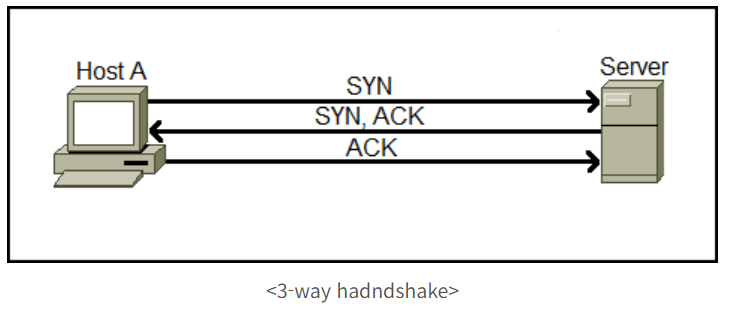 Host A
Server
SYN
SYN, ACK
ACK
<3-way hadndshake>